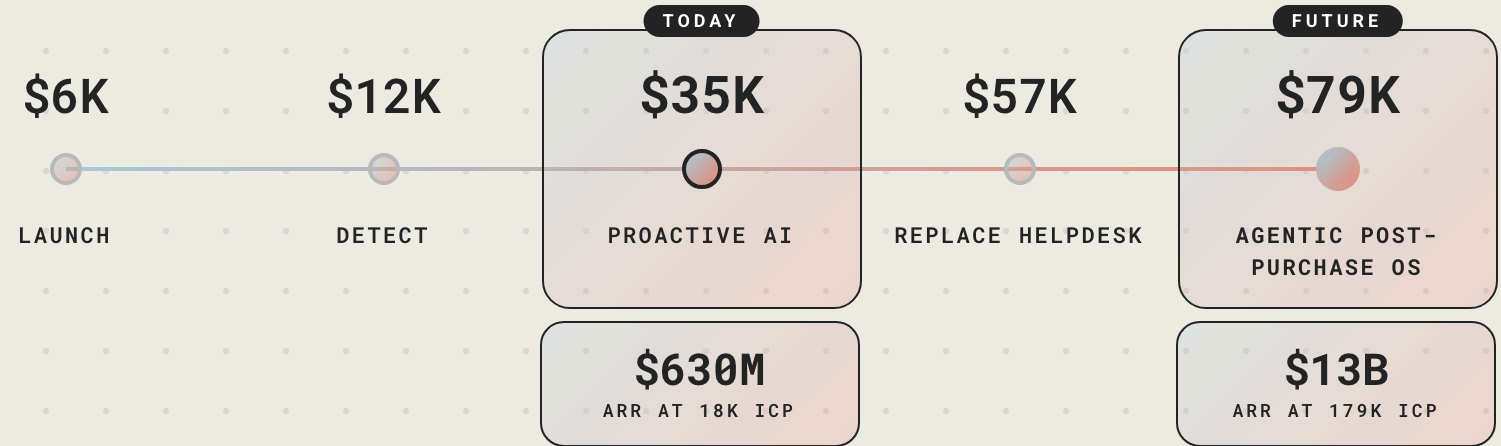 TODAY
FUTURE
$6K
$12K
$35K
$57K
$79K
LAUNCH
DETECT
PROACTIVE AI
REPLACE HELPDESK
AGENTIC POST-
PURCHASE OS
$630M
ARR AT 18K ICP
$13B
ARR AT 179K ICP